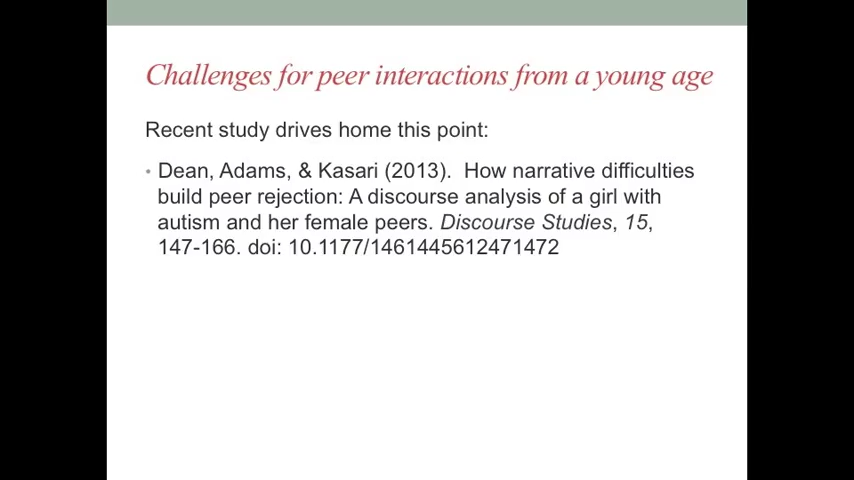 Challenges for peer interactions from a young age
Recent study drives home this point:
• Dean, Adams, & Kasari (2013).  How narrative difficulties
build peer rejection: A discourse analysis of a girl with
autism and her female peers. Discourse Studies, 15,
147-166. doi: 10.1177/1461445612471472